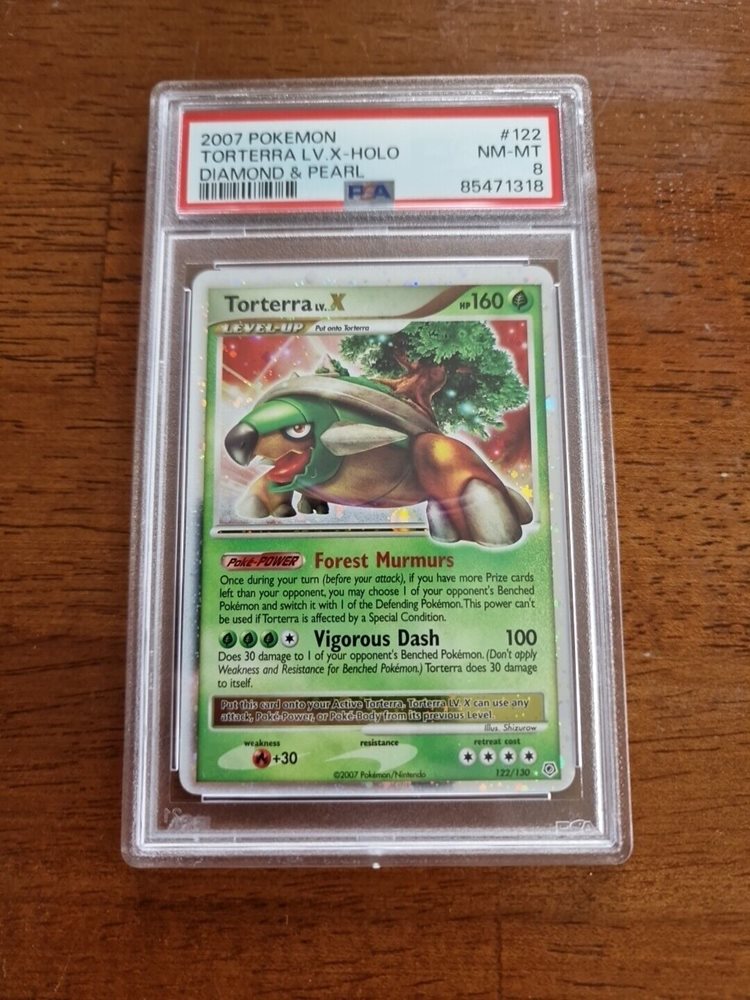 2007 POKEMON #122
TORTERRA LV.X-HOLO NM-MT
DIAMOND & PEARL 8
PSA 85471318
Torterra LV.X HP 160
LEVEL-UP Put onto Torterra
Poké-POWER Forest Murmurs
Once during your turn (before your attack), if you have more Prize cards
left than your opponent, you may choose 1 of your opponent's Benched
Pokémon and switch it with 1 of the Defending Pokémon. This power can't
be used if Torterra is affected by a Special Condition.
Vigorous Dash 100
Does 30 damage to 1 of your opponent's Benched Pokémon. (Don't apply
Weakness and Resistance for Benched Pokémon.) Torterra does 30 damage
to itself.
Put this card onto your Active Torterra. Torterra LV. X can use any
attack, Poké-Power, or Poké-Body from its previous Level.
Illus. Shizurow
weakness resistance retreat cost
+30
©2007 Pokémon/Nintendo 122/130
PSA